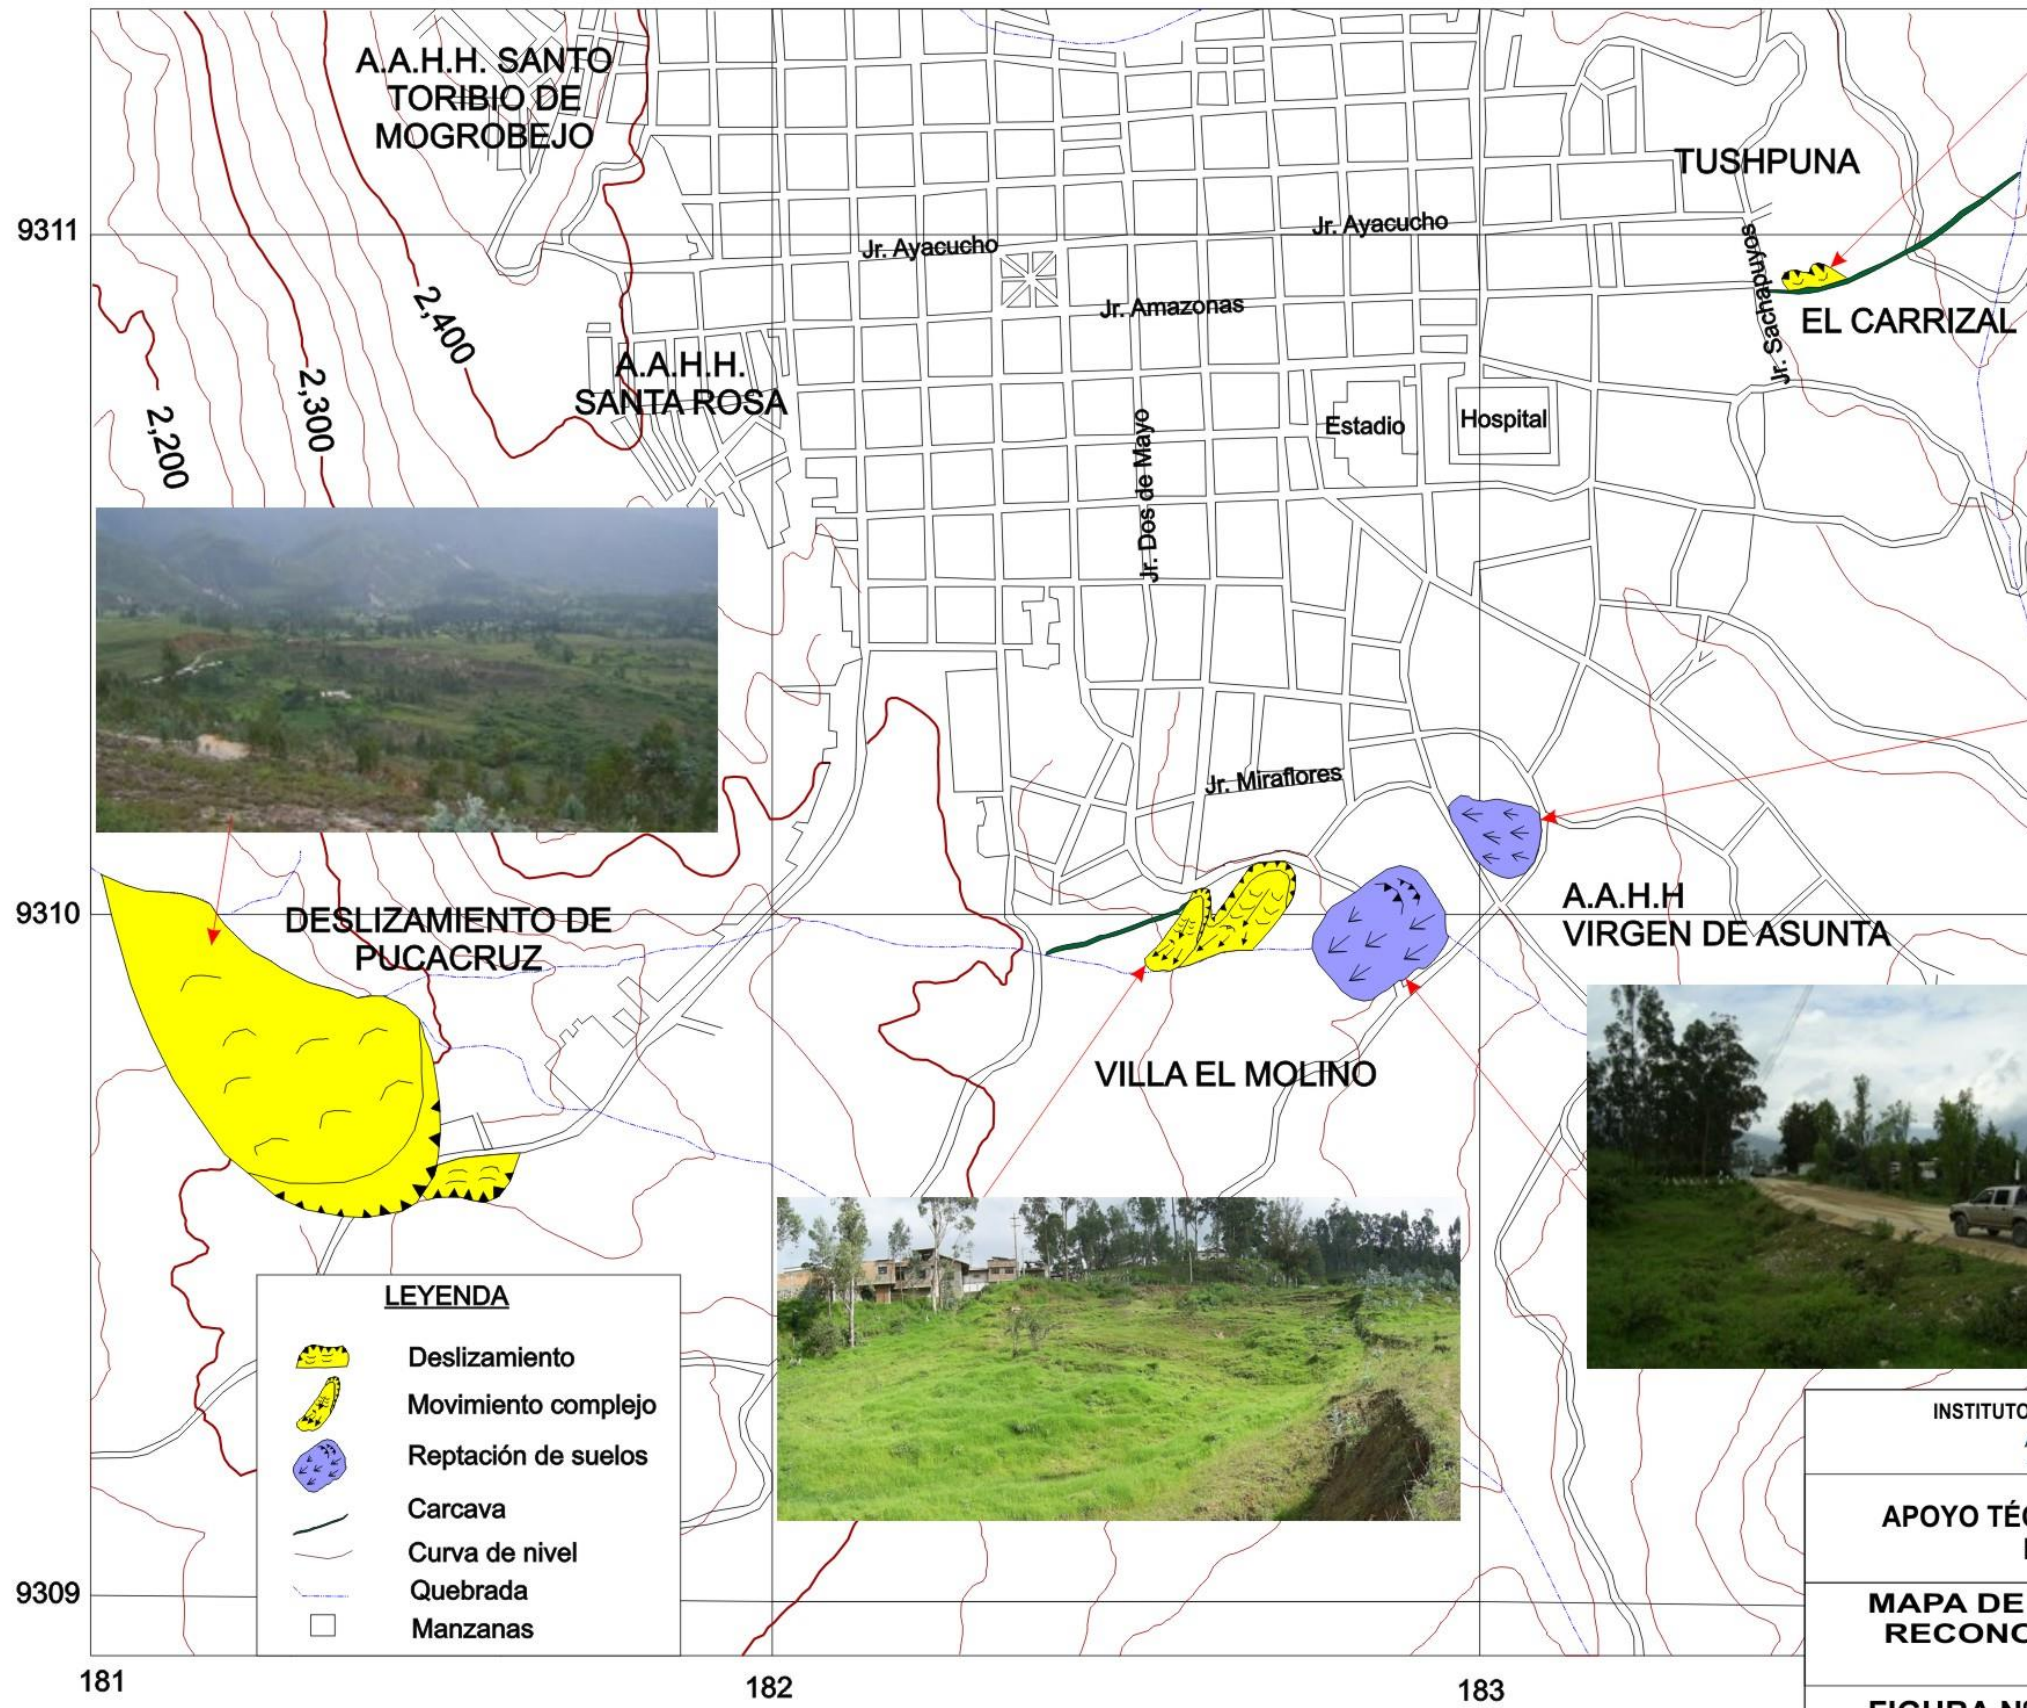 A.A.H.H. SANTO
TORIBIO DE
MOGROBEJO
TUSHPUNA
9311
Jr. Ayacucho
Jr. Ayacucho
Jr. Sachapuyos
2,400
Jr. Amazonas
EL CARRIZAL
A.A.H.H.
SANTA ROSA
2,300
2,200
Jr. Dos de Mayo
Estadio
Hospital
Jr. Miraflores
9310
DESLIZAMIENTO DE
PUCACRUZ
A.A.H.H
VIRGEN DE ASUNTA
VILLA EL MOLINO
LEYENDA
Deslizamiento
Movimiento complejo
Reptación de suelos
Carcava
Curva de nivel
Quebrada
Manzanas
9309
181
182
183
INSTITUTO
APOYO
MAPA DE